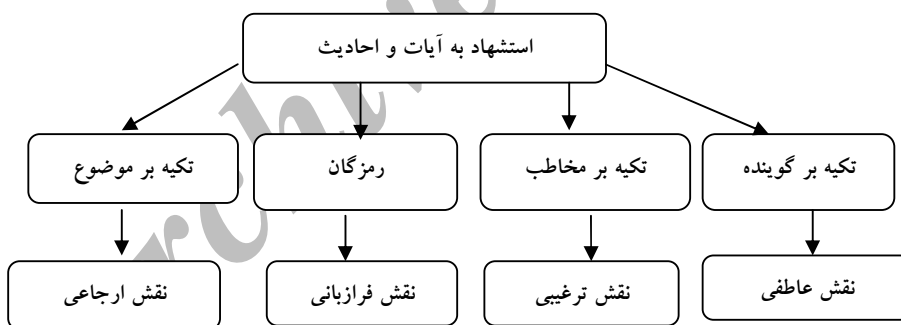 استشهاد به آیات و احادیث
تکیه بر گوینده
تکیه بر مخاطب
رمزگان
تکیه بر موضوع
نقش عاطفی
نقش ترغیبی
نقش فرازبانی
نقش ارجاعی